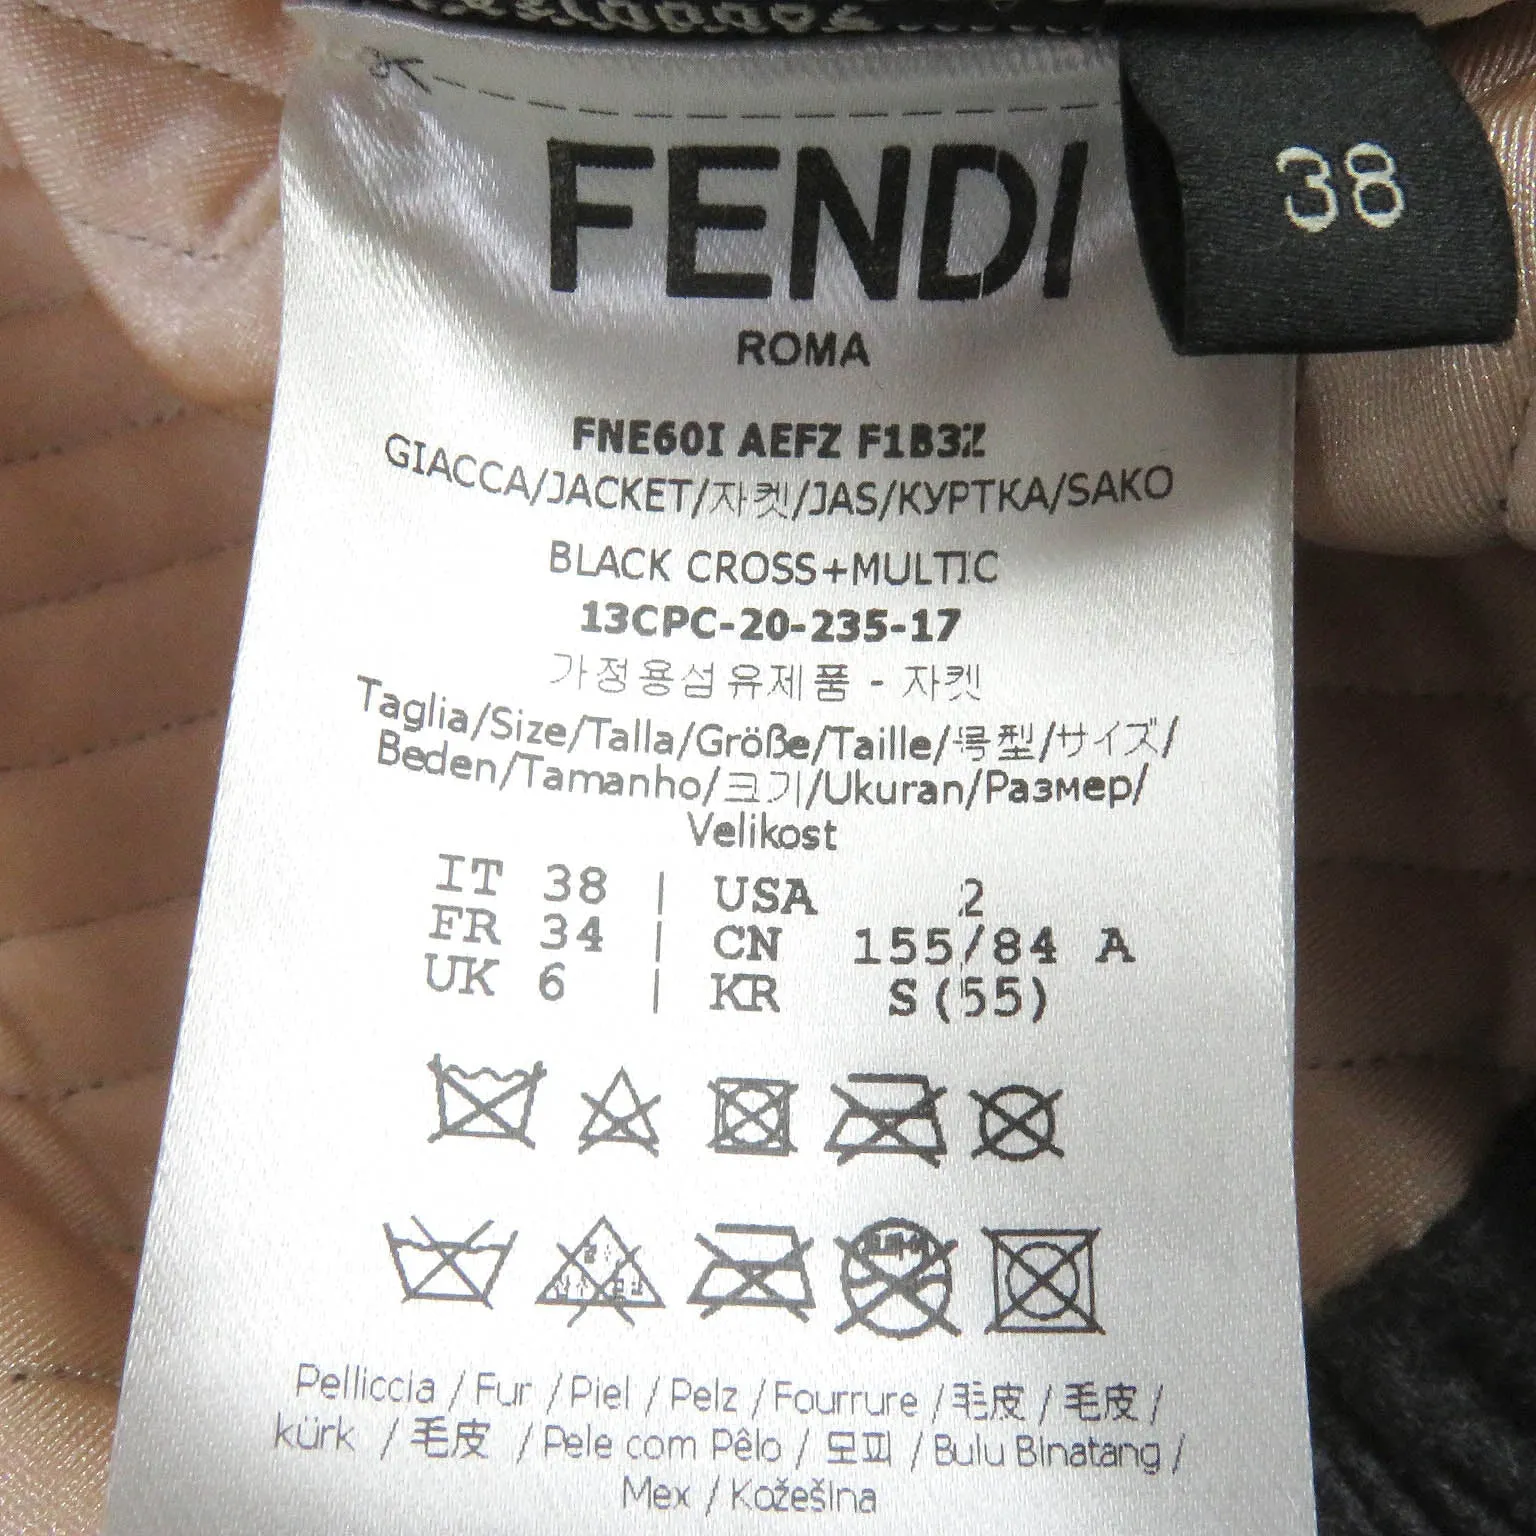 FENDI
38
ROMA
FNE60I AEFZ F1B3Z
GIACCA/JACKET/자켓/JAS/КУРТКА/SAKO
BLACK CROSS+MULTIC
13CPC-20-235-17
가정용섬유제품 - 자켓
Taglia/Size/Talla/Größe/Taille/号型/サイズ/
Beden/Tamanho/크기/Ukuran/Размер/
Velikost
IT 38 | USA 2
FR 34 | CN 155/84 A
UK 6 | KR S(55)
Pelliccia / Fur / Piel / Pelz / Fourrure / 毛皮 / 毛皮 /
kürk / 毛皮 / Pele com Pêlo / 모피 / Bulu Binatang /
Мех / Kožešina